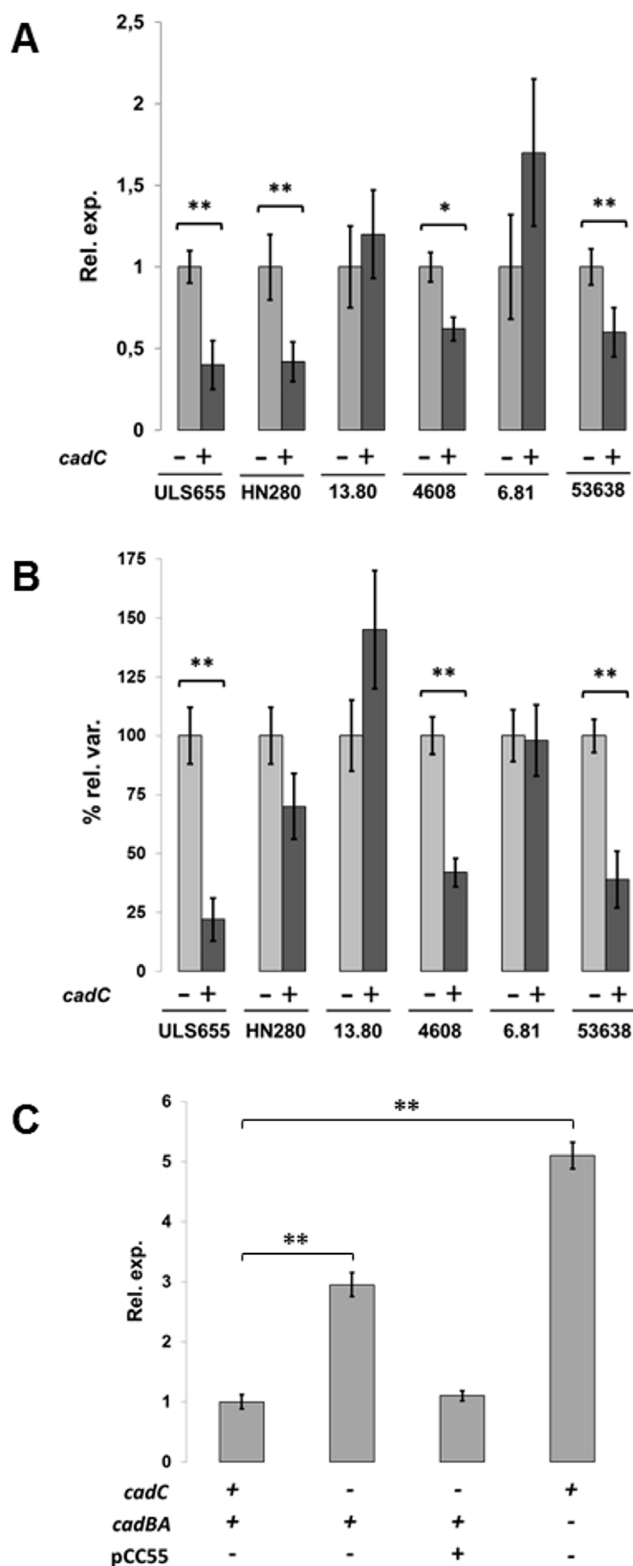 A
2,5
2
1,5
1
0,5
0
Rel. exp.
** ** * **
cadC - + - + - + - + - + - +
ULS655 HN280 13.80 4608 6.81 53638
B
175
150
125
100
75
50
25
0
% rel. var.
** ** **
cadC - + - + - + - + - + - +
ULS655 HN280 13.80 4608 6.81 53638
C
6
5
4
3
2
1
0
Rel. exp.
**
**
cadC + - - +
cadBA + + + -
pCC55 - - + -